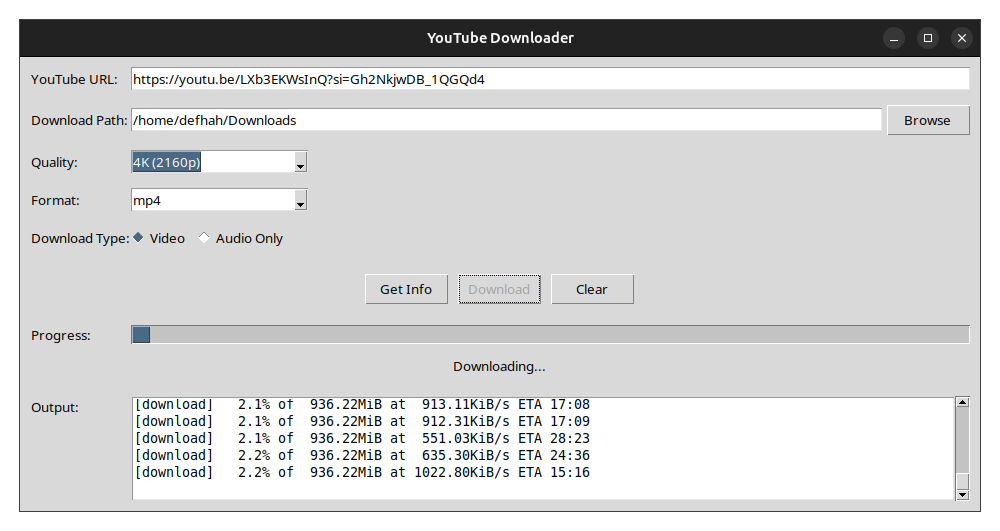 YouTube Downloader
YouTube URL: https://youtu.be/LXb3EKWsInQ?si=Gh2NkjwDB_1QGQd4
Download Path: /home/defhah/Downloads Browse
Quality: 4K (2160p)
Format: mp4
Download Type: Video Audio Only
Get Info Download Clear
Progress:
Downloading...
Output:
[download]   2.1% of  936.22MiB at  913.11KiB/s ETA 17:08
[download]   2.1% of  936.22MiB at  912.31KiB/s ETA 17:09
[download]   2.1% of  936.22MiB at  551.03KiB/s ETA 28:23
[download]   2.2% of  936.22MiB at  635.30KiB/s ETA 24:36
[download]   2.2% of  936.22MiB at 1022.80KiB/s ETA 15:16